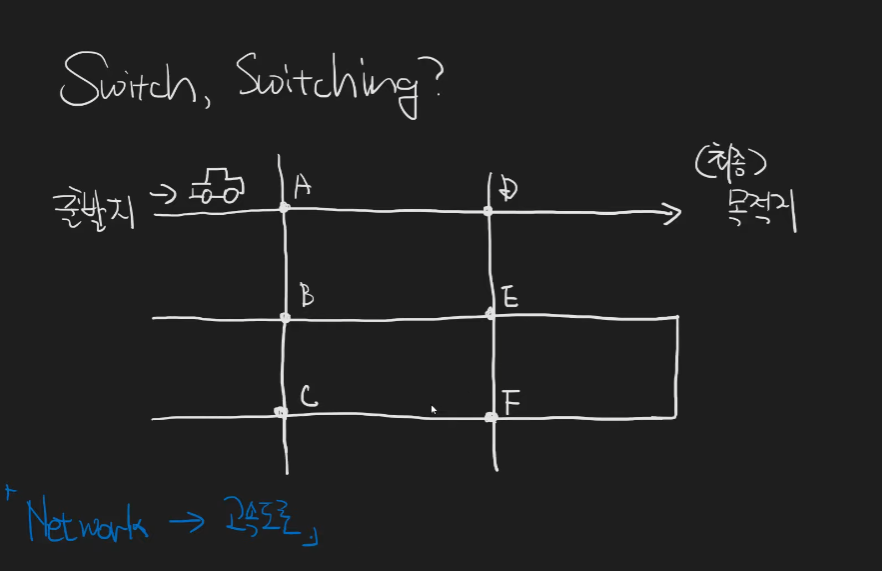 Switch, Switching?
(최종)
출발지 → A D 목적지
B E
C F
「Network → 고속도로」